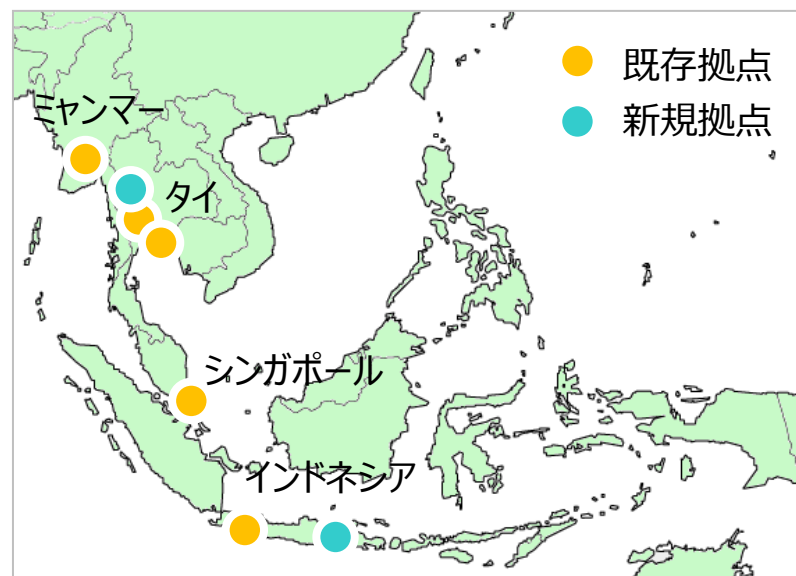 既存拠点
新規拠点
ミャンマー
タイ
シンガポール
インドネシア